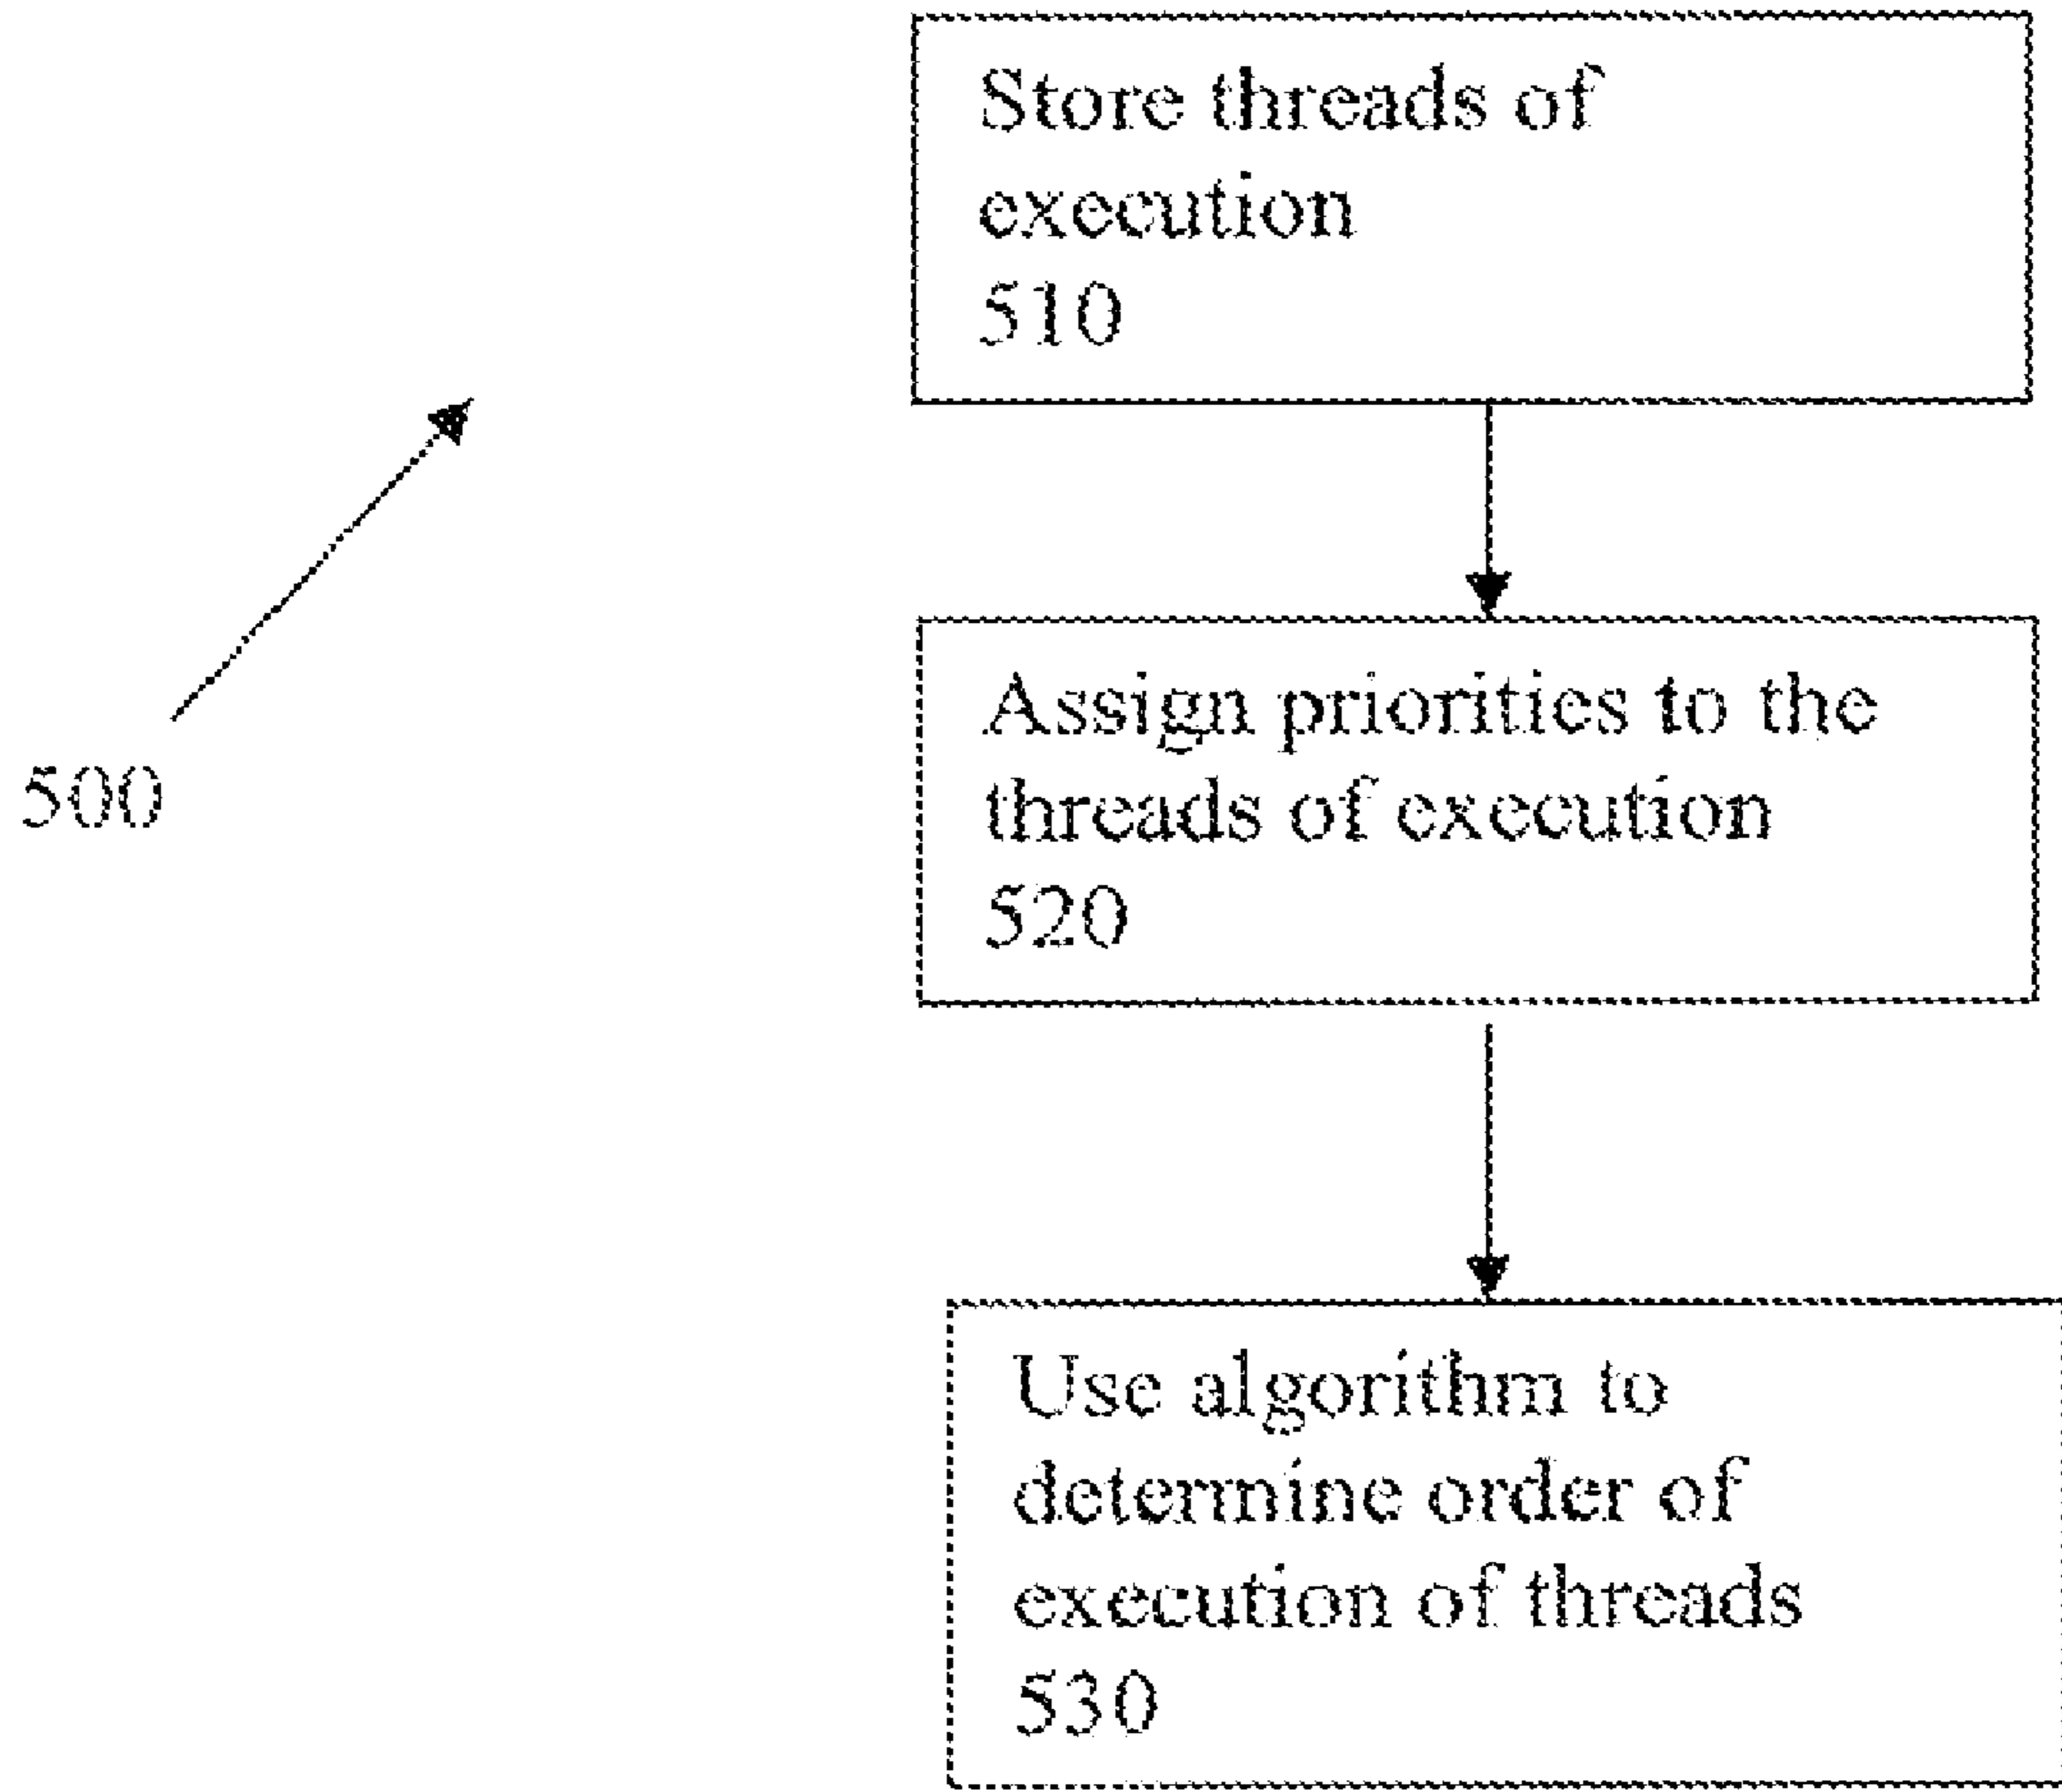 Store threads of
execution
510
500
Assign priorities to the
threads of execution
520
Use algorithm to
determine order of
execution of threads
530